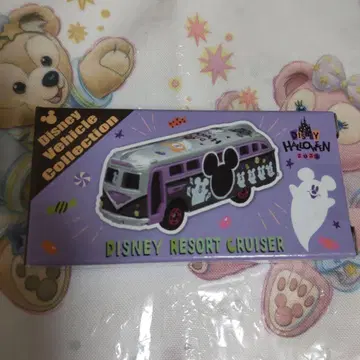 Disney
Vehicle
Collection
HALLOWEEN
DISNEY RESORT CRUISER